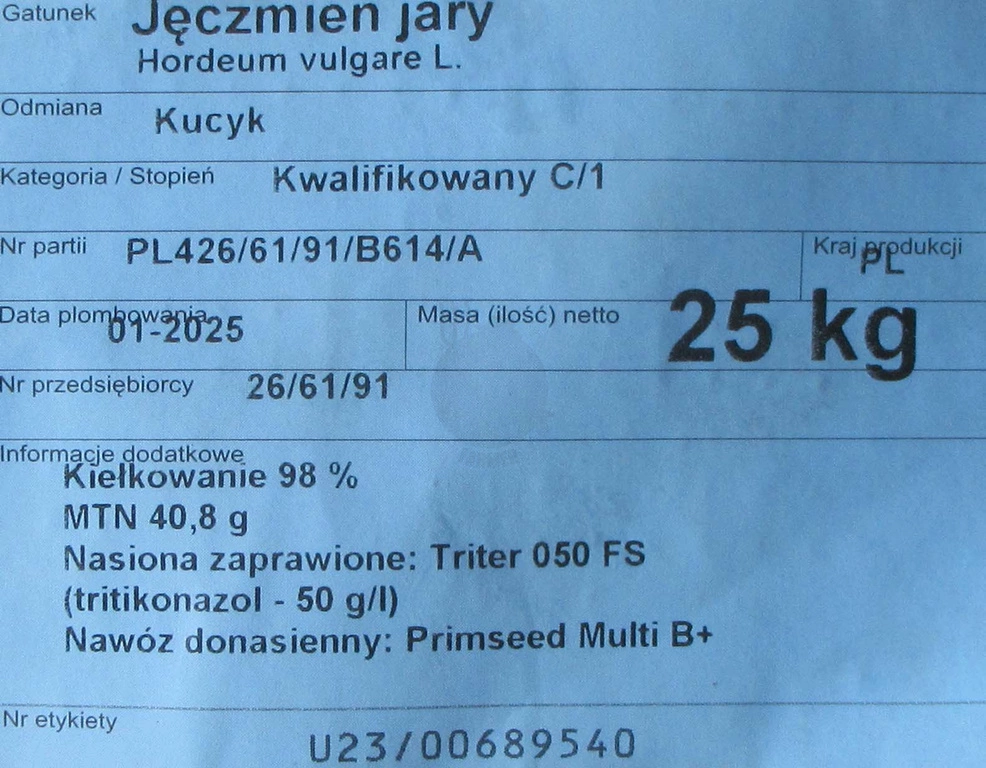 Gatunek Jęczmień jary
Hordeum vulgare L.
Odmiana Kucyk
Kategoria / Stopień Kwalifikowany C/1
Nr partii PL426/61/91/B614/A Kraj produkcji PL
Data plombowania 01-2025 Masa (ilość) netto 25 kg
Nr przedsiębiorcy 26/61/91
Informacje dodatkowe
Kiełkowanie 98 %
MTN 40,8 g
Nasiona zaprawione: Triter 050 FS
(tritikonazol - 50 g/l)
Nawóz donasienny: Primseed Multi B+
Nr etykiety U23/00689540